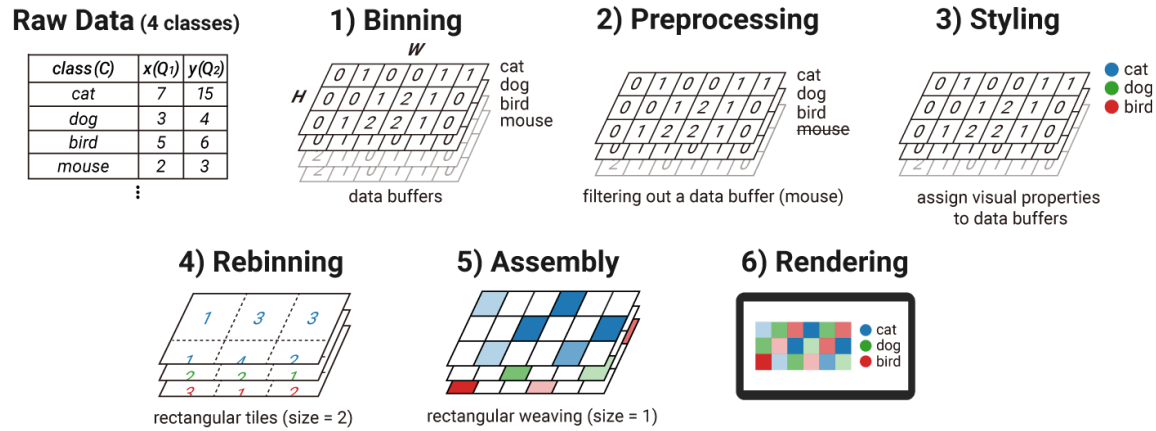 Raw Data (4 classes)
class(C) x(Q1) y(Q2)
cat 7 15
dog 3 4
bird 5 6
mouse 2 3
⋮
1) Binning
W
H
0 1 0 0 1 1
0 0 1 2 1 0
0 1 2 2 1 0
cat
dog
bird
mouse
data buffers
2) Preprocessing
0 1 0 0 1 1
0 0 1 2 1 0
0 1 2 2 1 0
cat
dog
bird
mouse
filtering out a data buffer (mouse)
3) Styling
0 1 0 0 1 1
0 0 1 2 1 0
0 1 2 2 1 0
cat
dog
bird
assign visual properties
to data buffers
4) Rebinning
1 3 3
1 4 2
2 2 1
3 1 2
rectangular tiles (size = 2)
5) Assembly
rectangular weaving (size = 1)
6) Rendering
cat
dog
bird